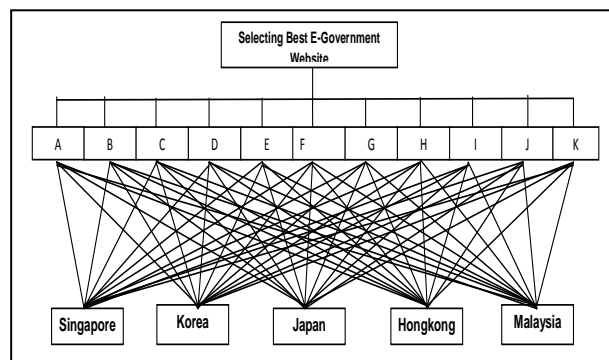 Selecting Best E-Government
Website
A B C D E F G H I J K
Singapore Korea Japan Hongkong Malaysia